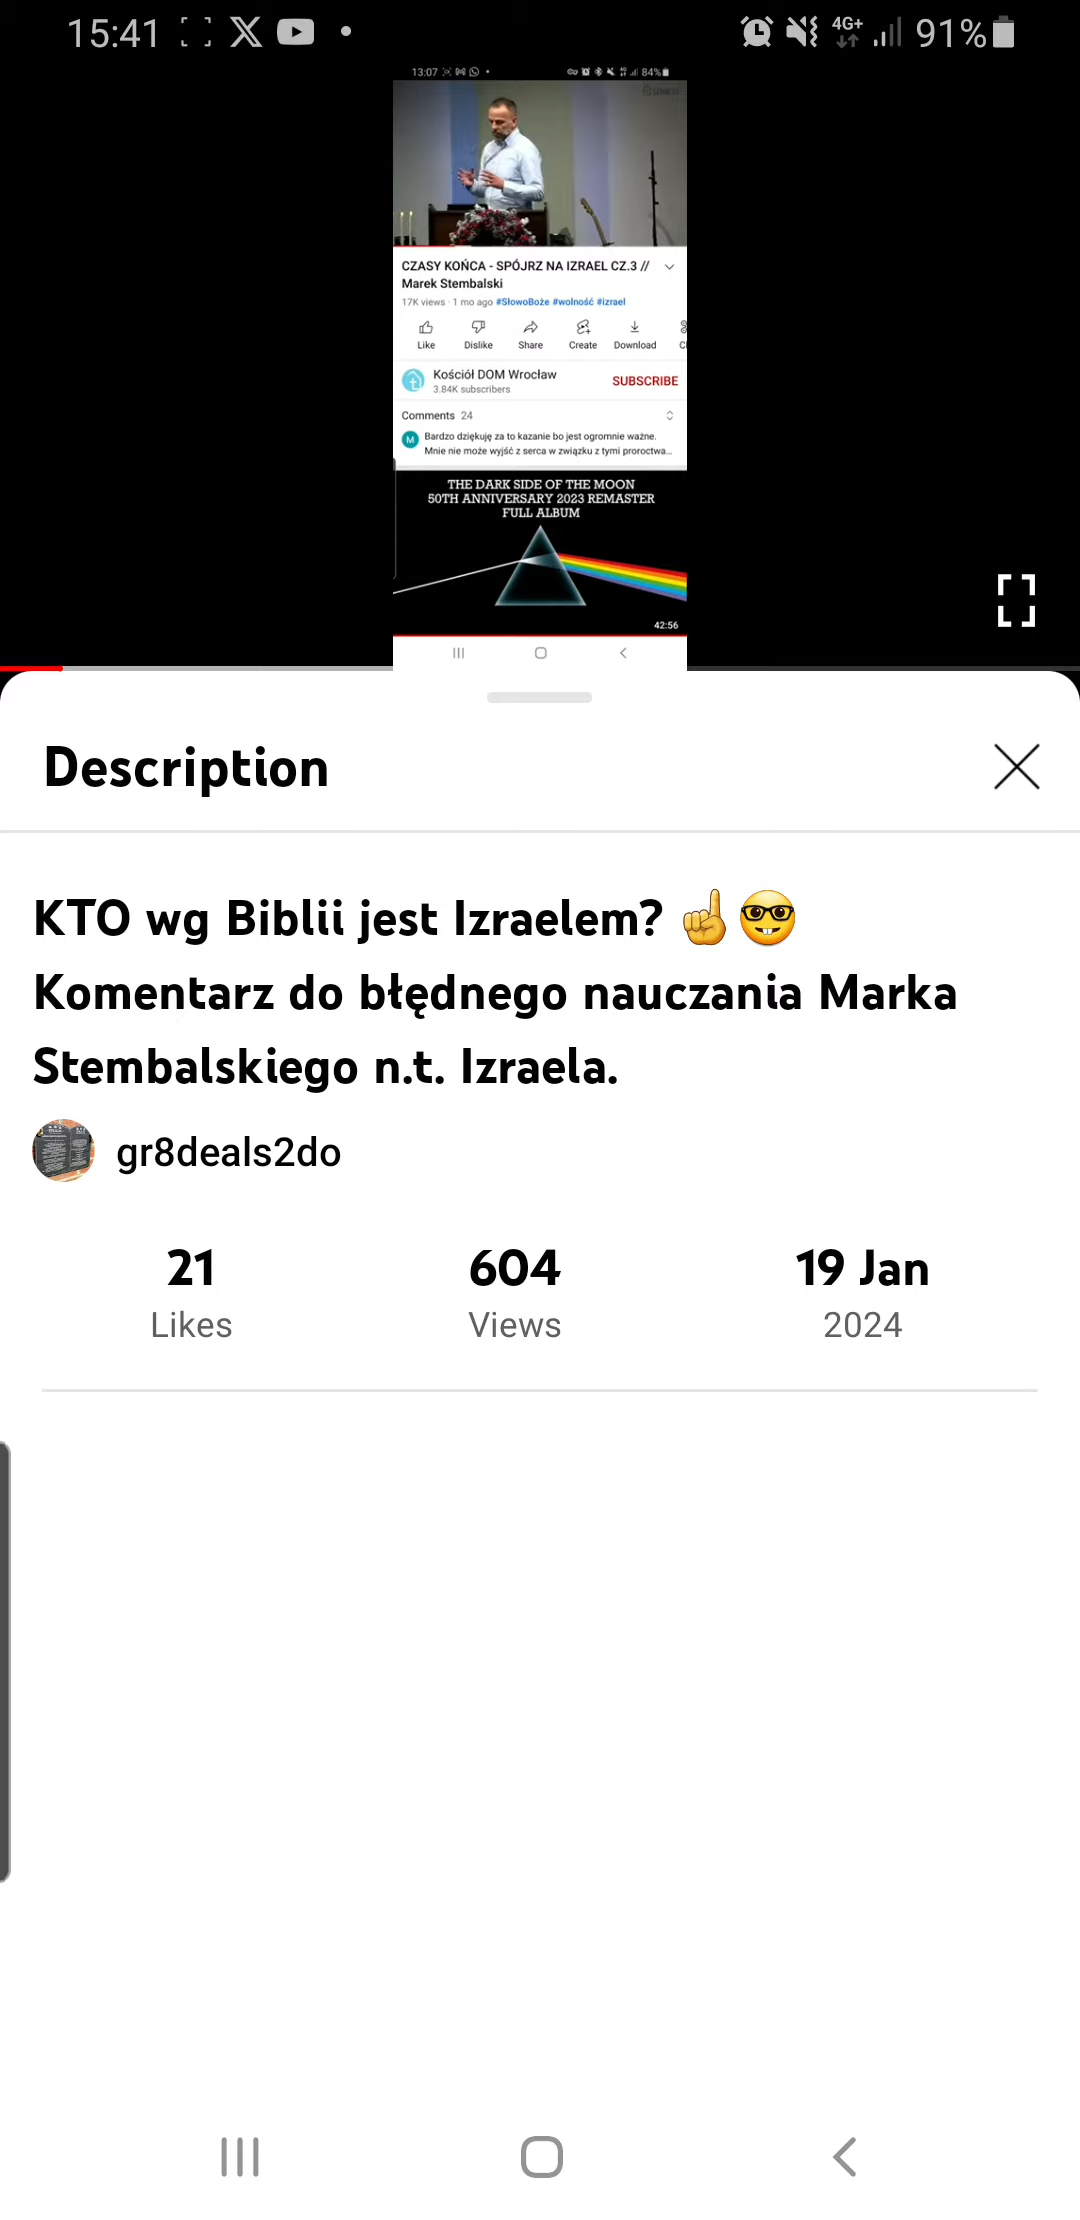 15:41
4G+
91%
13:07
84%
CZASY KOŃCA - SPÓJRZ NA IZRAEL CZ.3 //
Marek Stembalski
17K views · 1 mo ago #SłowoBoże #wolność #izrael
Like Dislike Share Create Download
Kościół DOM Wrocław
SUBSCRIBE
3.84K subscribers
Comments 24
M
Bardzo dziękuję za to kazanie bo jest ogromnie ważne.
Mnie nie może wyjść z serca w związku z tymi proroctwa...
THE DARK SIDE OF THE MOON
50TH ANNIVERSARY 2023 REMASTER
FULL ALBUM
42:56
Description
KTO wg Biblii jest Izraelem? ☝️🤓
Komentarz do błędnego nauczania Marka
Stembalskiego n.t. Izraela.
gr8deals2do
21 604 19 Jan
Likes Views 2024